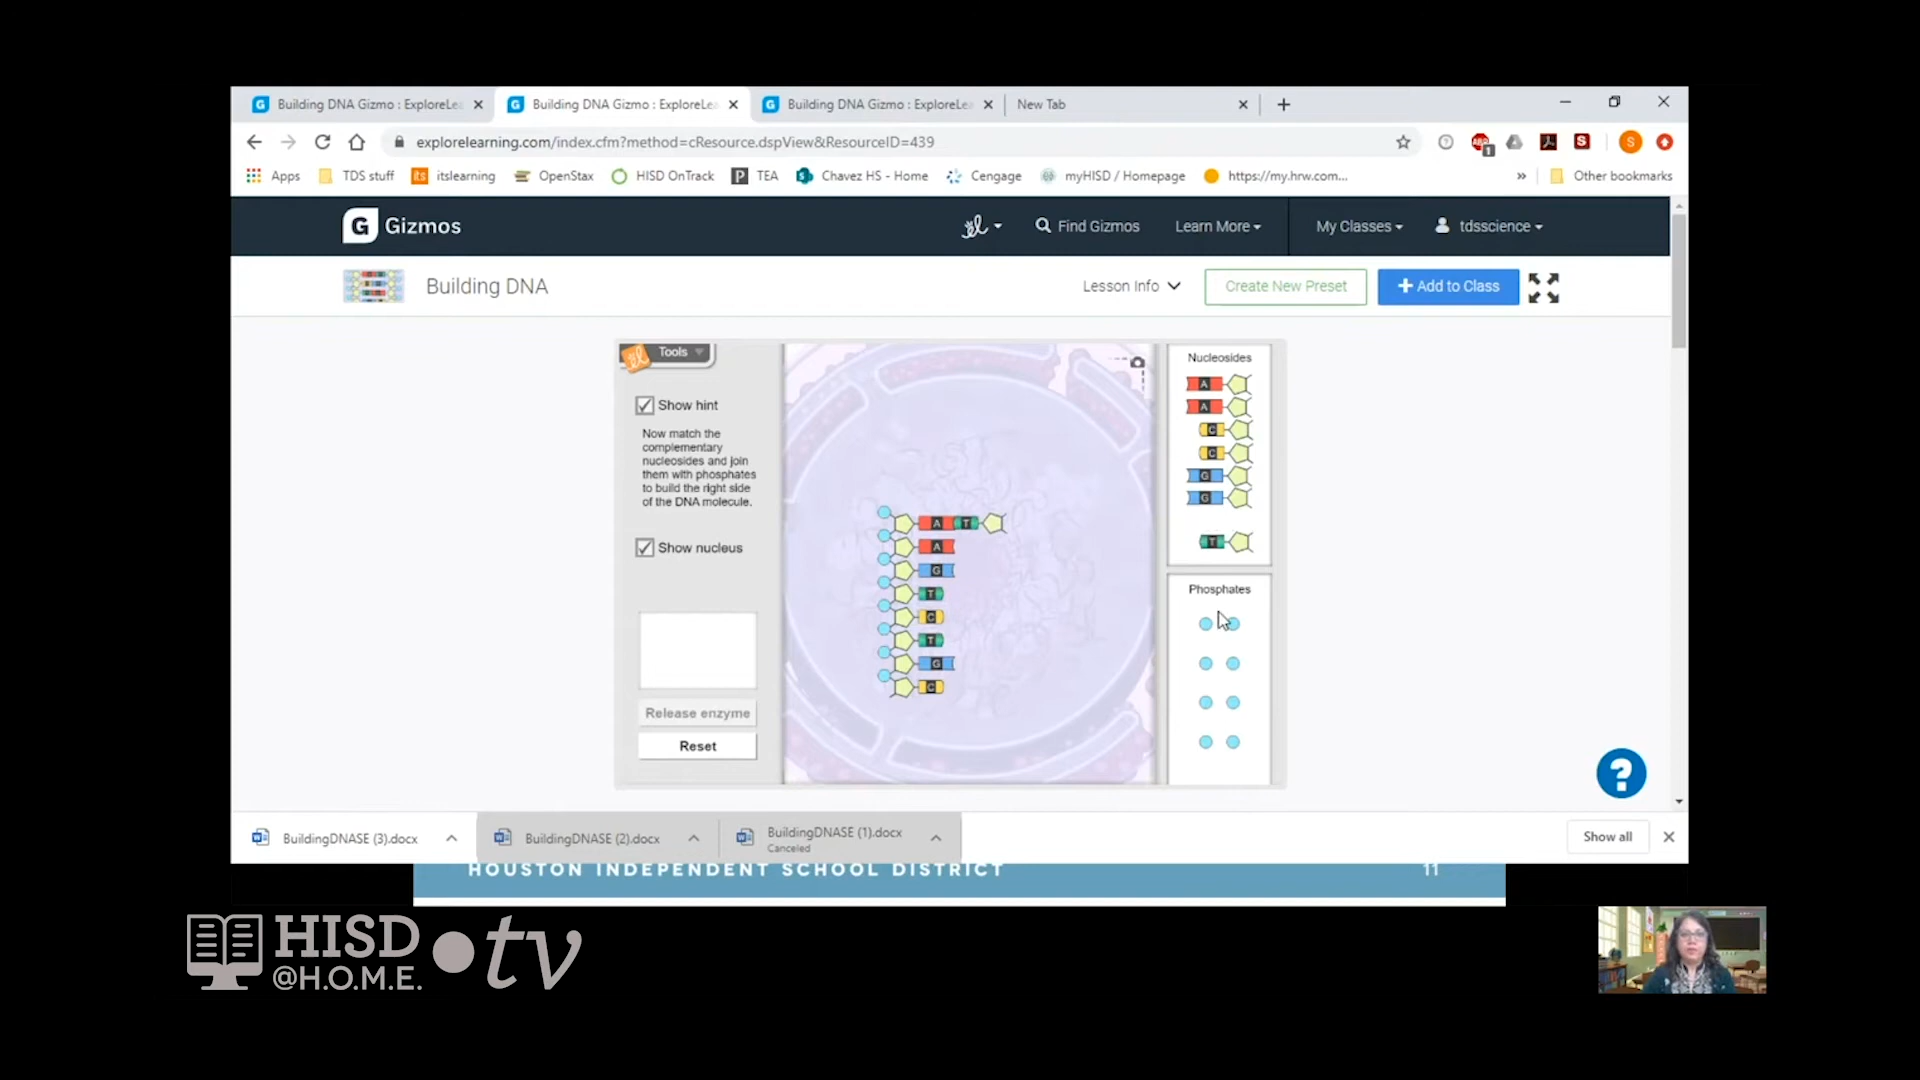 Building DNA Gizmo : ExploreLea
Building DNA Gizmo : ExploreLea
Building DNA Gizmo : ExploreLea
New Tab
explorelearning.com/index.cfm?method=cResource.dspView&ResourceID=439
Apps
TDS stuff
its
itslearning
OpenStax
HISD OnTrack
P
TEA
Chavez HS - Home
Cengage
myHISD / Homepage
https://my.hrw.com...
Other bookmarks
G Gizmos
Find Gizmos
Learn More
My Classes
tdsscience
Building DNA
Lesson Info
Create New Preset
+ Add to Class
Tools
Show hint
Now match the
complementary
nucleosides and join
them with phosphates
to build the right side
of the DNA molecule.
Show nucleus
Release enzyme
Reset
A T
A
G
T
C
T
G
C
Nucleosides
A
A
C
C
G
G
T
Phosphates
?
BuildingDNASE (3).docx
BuildingDNASE (2).docx
BuildingDNASE (1).docx
Canceled
Show all
HOUSTON INDEPENDENT SCHOOL DISTRICT
11
HISD
@H.O.M.E.
tv